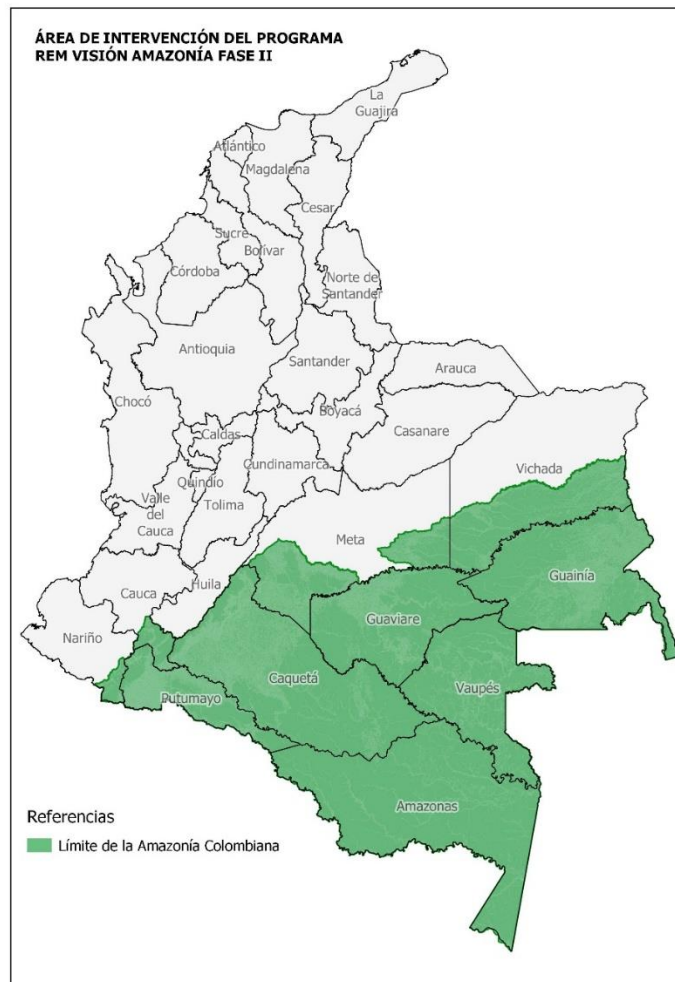 ÁREA DE INTERVENCIÓN DEL PROGRAMA
REM VISIÓN AMAZONÍA FASE II
La
Guajira
Atlántico
Magdalena
Cesar
Sucre
Bolívar
Córdoba
Norte de
Santander
Antioquia
Santander
Arauca
Chocó
Boyacá
Caldas
Casanare
Cundinamarca
Vichada
Quindío
Valle
del
Cauca
Tolima
Meta
Huila
Guainía
Cauca
Guaviare
Nariño
Caquetá
Vaupés
Putumayo
Amazonas
Referencias
Límite de la Amazonía Colombiana